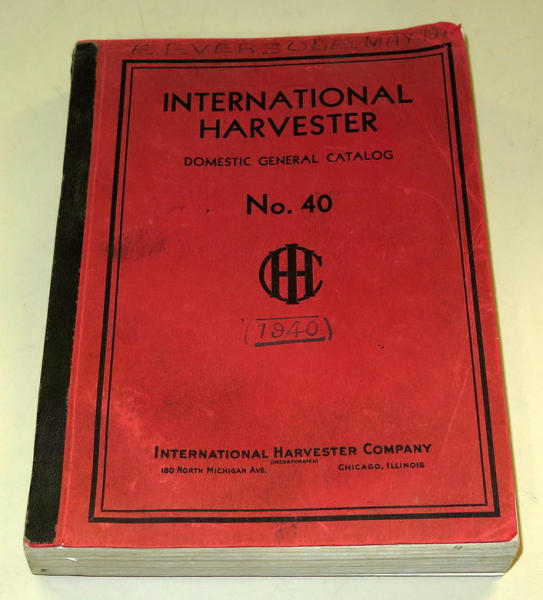 E. EVERSOLE, MAY
INTERNATIONAL
HARVESTER
DOMESTIC GENERAL CATALOG
No. 40
IHC
(1940)
INTERNATIONAL HARVESTER COMPANY
(INCORPORATED)
180 NORTH MICHIGAN AVE. CHICAGO, ILLINOIS